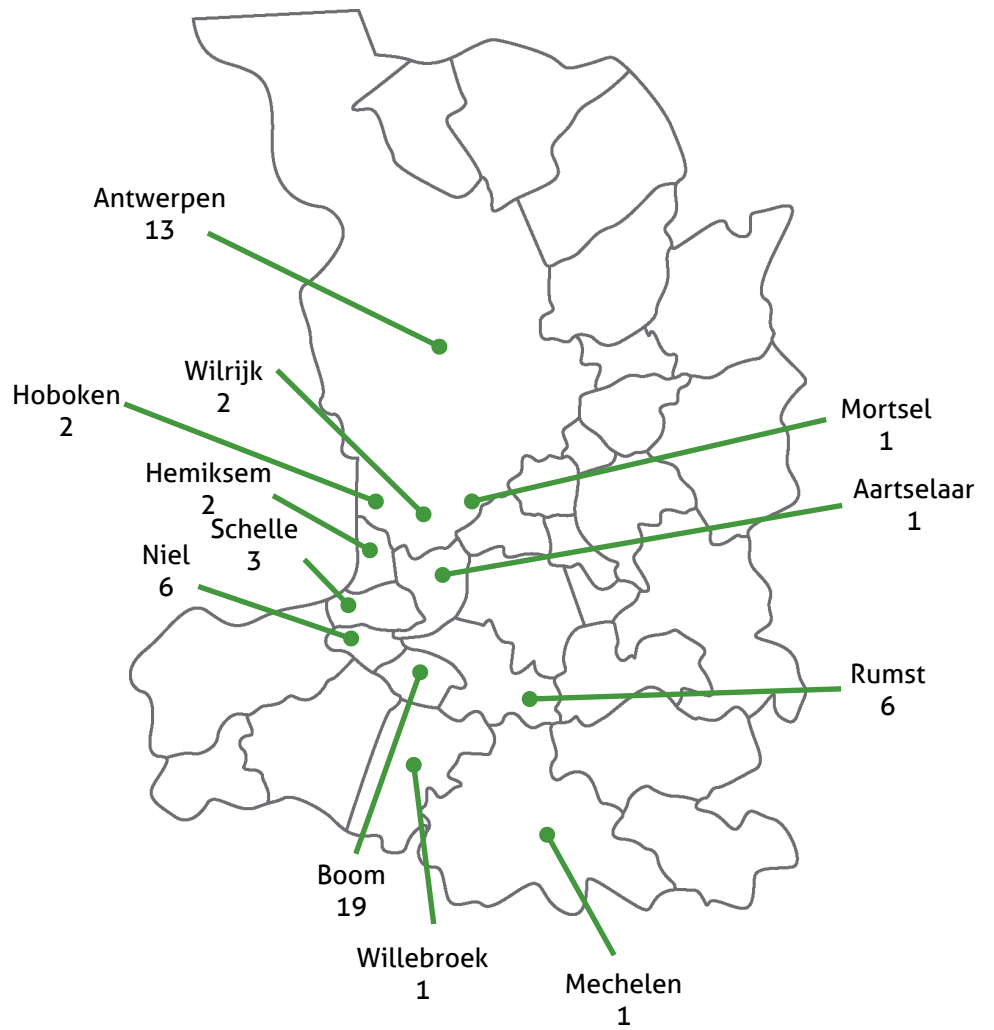 Antwerpen
13
Wilrijk
2
Hoboken
2
Mortsel
1
Hemiksem
2
Aartselaar
1
Schelle
3
Niel
6
Rumst
6
Boom
19
Willebroek
1
Mechelen
1